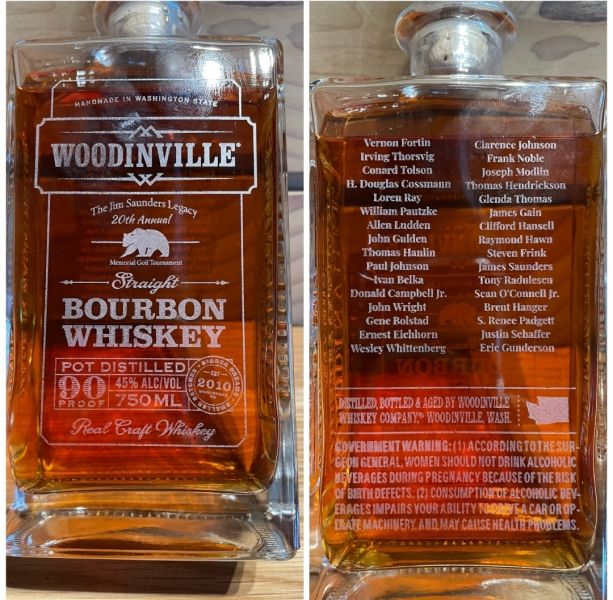 HANDMADE IN WASHINGTON STATE
WOODINVILLE®
The Jim Saunders Legacy
20th Annual
Memorial Golf Tournament
Straight
BOURBON
WHISKEY
POT DISTILLED
90 PROOF
45% ALC/VOL
750 ML
EST
2010
Real Craft Whiskey
Vernon Fortin
Irving Thorsvig
Conard Tolson
H. Douglas Cossmann
Loren Ray
William Pautzke
Allen Ludden
John Gulden
Thomas Hanlin
Paul Johnson
Ivan Belka
Donald Campbell Jr.
John Wright
Gene Bolstad
Ernest Eichhorn
Wesley Whittenberg
Clarence Johnson
Frank Noble
Joseph Modlin
Thomas Hendrickson
Glenda Thomas
James Gain
Clifford Hansell
Raymond Hawn
Steven Frink
James Saunders
Tony Radulescu
Sean O'Connell Jr.
Brent Hanger
S. Renee Padgett
Justin Schaffer
Eric Gunderson
DISTILLED, BOTTLED & AGED BY WOODINVILLE
WHISKEY COMPANY,® WOODINVILLE, WASH.
GOVERNMENT WARNING: (1) ACCORDING TO THE SUR-
GEON GENERAL, WOMEN SHOULD NOT DRINK ALCOHOLIC
BEVERAGES DURING PREGNANCY BECAUSE OF THE RISK
OF BIRTH DEFECTS. (2) CONSUMPTION OF ALCOHOLIC BEV-
ERAGES IMPAIRS YOUR ABILITY TO DRIVE A CAR OR OP-
ERATE MACHINERY, AND MAY CAUSE HEALTH PROBLEMS.